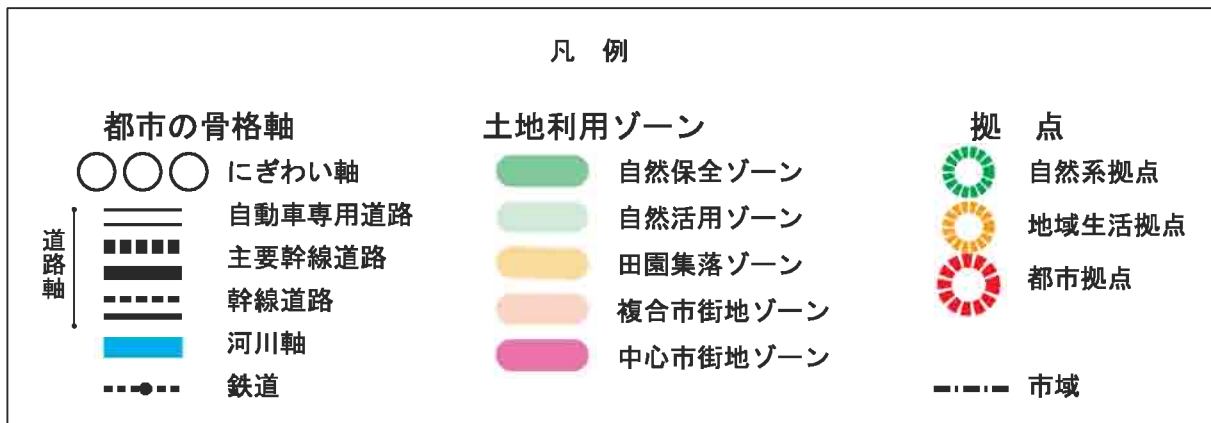 凡 例
都市の骨格軸
にぎわい軸
道路軸
自動車専用道路
主要幹線道路
幹線道路
河川軸
鉄道
土地利用ゾーン
自然保全ゾーン
自然活用ゾーン
田園集落ゾーン
複合市街地ゾーン
中心市街地ゾーン
拠 点
自然系拠点
地域生活拠点
都市拠点
市域